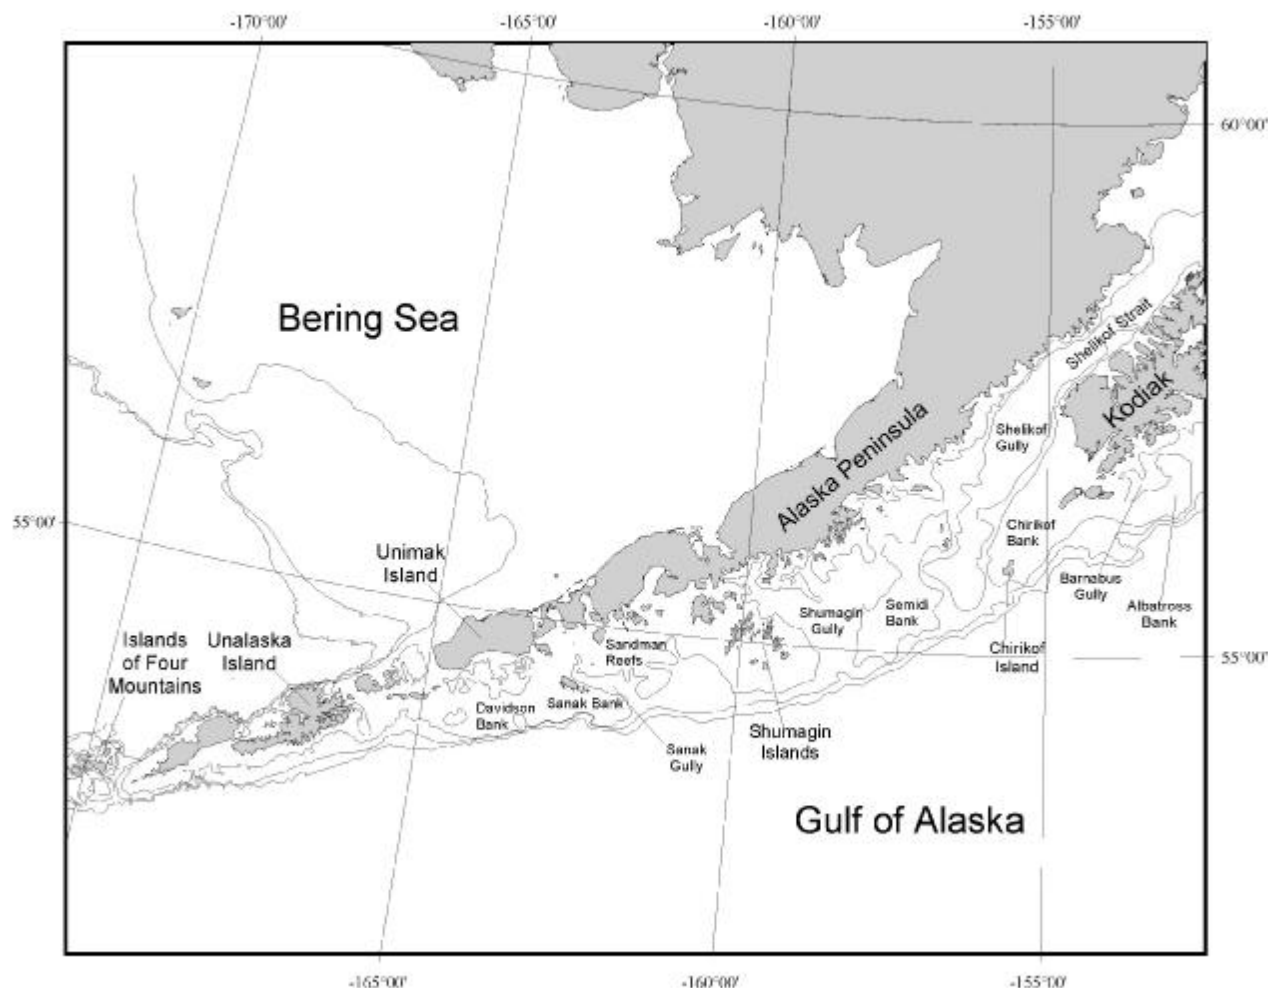 -170°00'
-165°00'
-160°00'
-155°00'
60°00'
Bering Sea
Shelikof Strait
Kodiak
Shelikof
Gully
Alaska Peninsula
55°00'
Unimak
Island
Chirikof
Bank
Barnabus
Gully
Albatross
Bank
Islands
of Four
Mountains
Unalaska
Island
Sandman
Reefs
Shumagin
Gully
Semidi
Bank
Chirikof
Island
55°00'
Davidson
Bank
Sanak Bank
Sanak
Gully
Shumagin
Islands
Gulf of Alaska
-165°00'
-160°00'
-155°00'